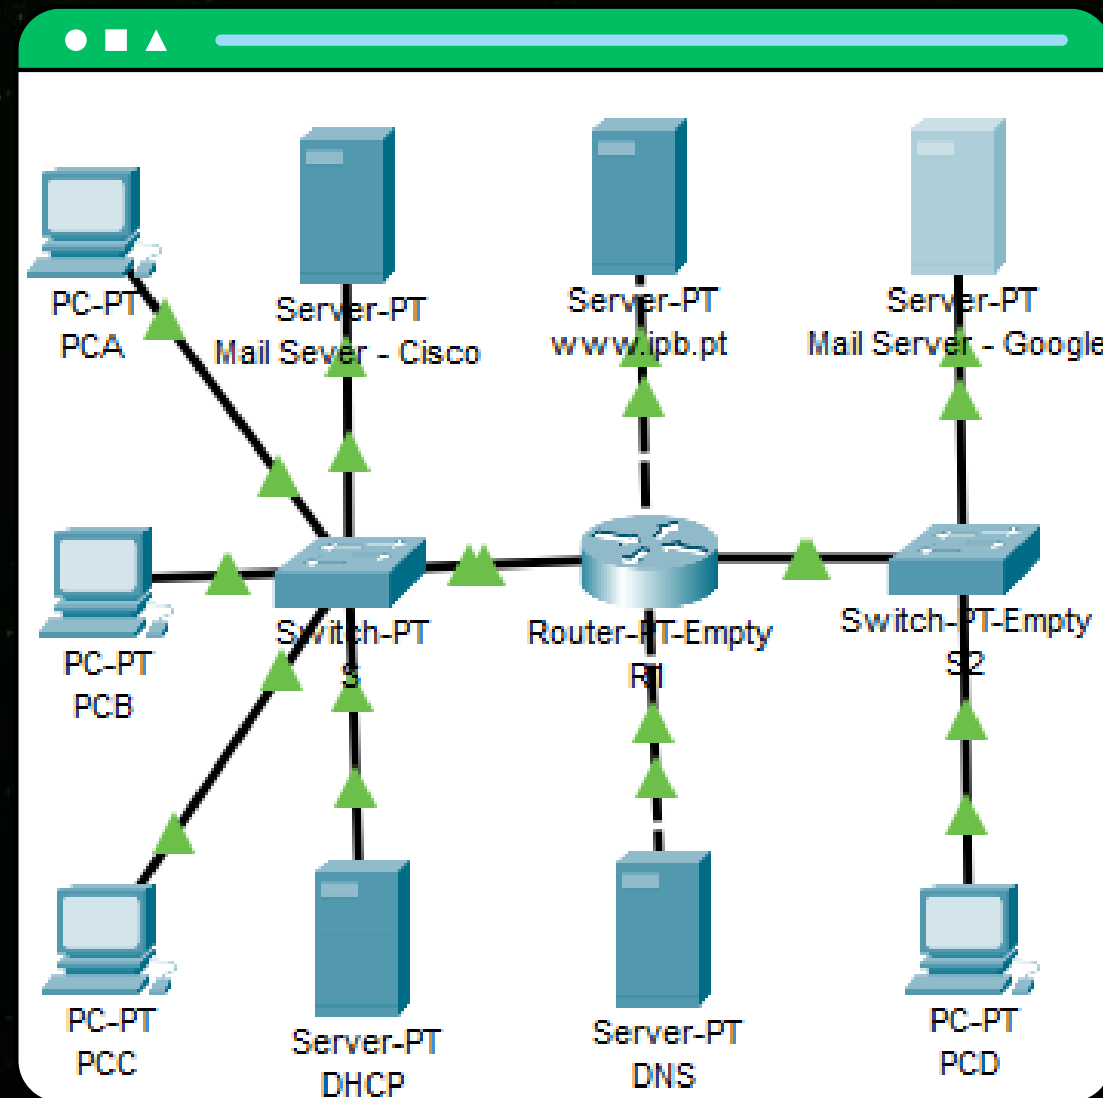 PC-PT
PCA
Server-PT
Mail Sever - Cisco
Server-PT
www.ipb.pt
Server-PT
Mail Server - Google
PC-PT
PCB
Switch-PT
S
Router-PT-Empty
R1
Switch-PT-Empty
S2
PC-PT
PCC
Server-PT
DHCP
Server-PT
DNS
PC-PT
PCD